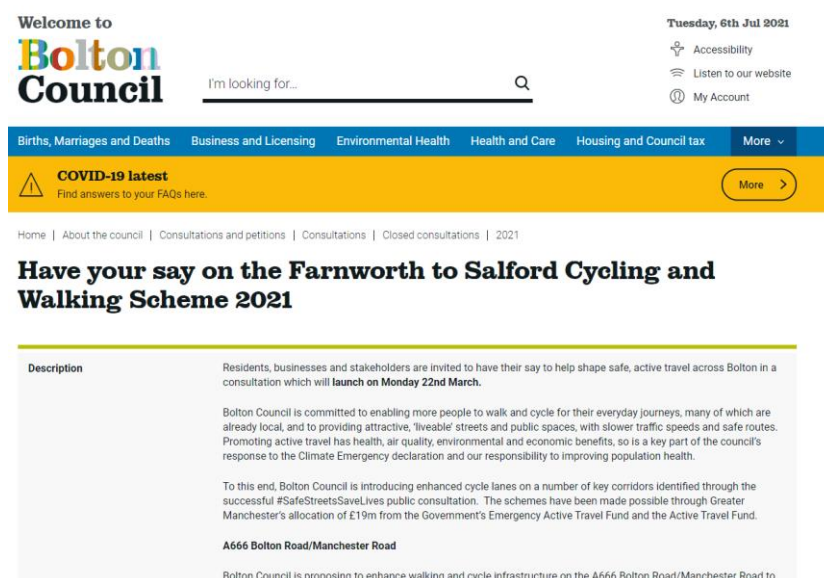 Welcome to
Bolton
Council
I'm looking for...
Tuesday, 6th Jul 2021
Accessibility
Listen to our website
My Account
Births, Marriages and Deaths Business and Licensing Environmental Health Health and Care Housing and Council tax More
COVID-19 latest
Find answers to your FAQs here.
More
Home | About the council | Consultations and petitions | Consultations | Closed consultations | 2021
Have your say on the Farnworth to Salford Cycling and
Walking Scheme 2021
Description
Residents, businesses and stakeholders are invited to have their say to help shape safe, active travel across Bolton in a
consultation which will launch on Monday 22nd March.
Bolton Council is committed to enabling more people to walk and cycle for their everyday journeys, many of which are
already local, and to providing attractive, 'liveable' streets and public spaces, with slower traffic speeds and safe routes.
Promoting active travel has health, air quality, environmental and economic benefits, so is a key part of the council's
response to the Climate Emergency declaration and our responsibility to improving population health.
To this end, Bolton Council is introducing enhanced cycle lanes on a number of key corridors identified through the
successful #SafeStreetsSaveLives public consultation. The schemes have been made possible through Greater
Manchester's allocation of £19m from the Government's Emergency Active Travel Fund and the Active Travel Fund.
A666 Bolton Road/Manchester Road
Bolton Council is proposing to enhance walking and cycle infrastructure on the A666 Bolton Road/Manchester Road to